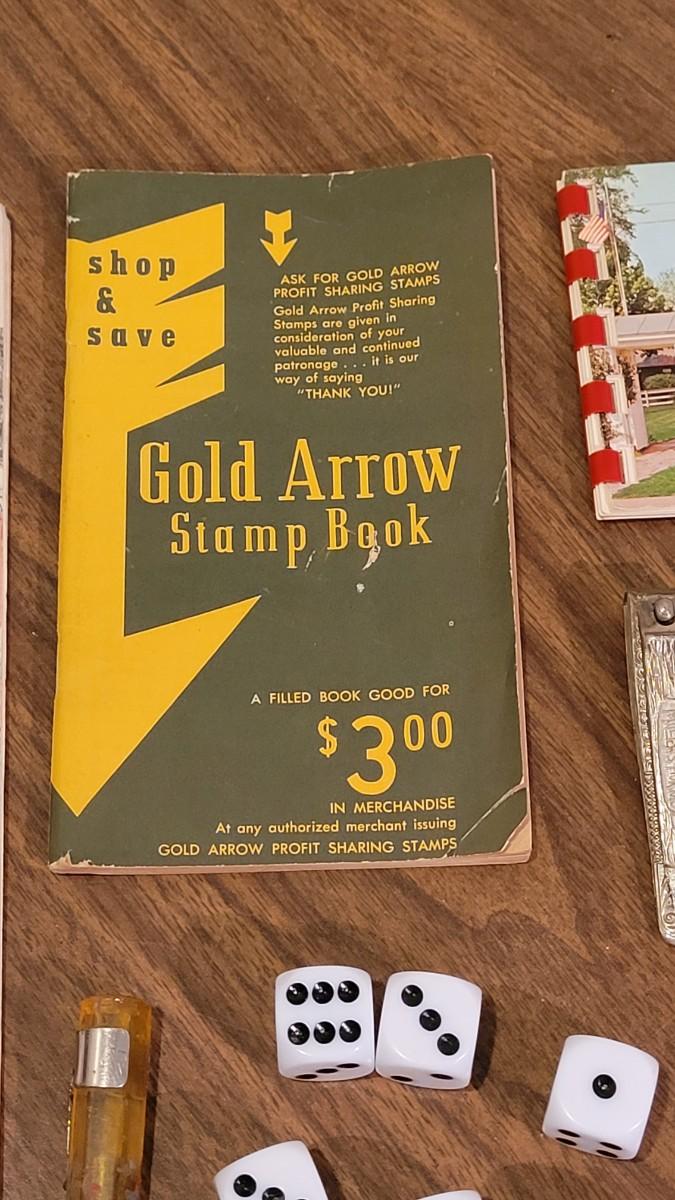 shop
&
save
ASK FOR GOLD ARROW
PROFIT SHARING STAMPS
Gold Arrow Profit Sharing
Stamps are given in
consideration of your
valuable and continued
patronage . . . it is our
way of saying
"THANK YOU!"
Gold Arrow
Stamp Book
A FILLED BOOK GOOD FOR
$300
IN MERCHANDISE
At any authorized merchant issuing
GOLD ARROW PROFIT SHARING STAMPS